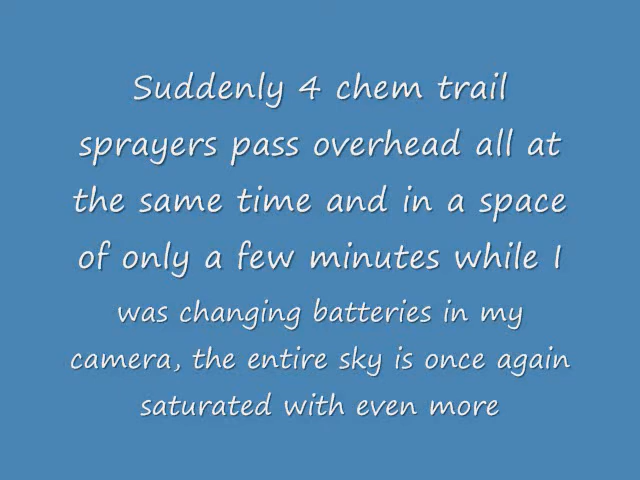 Suddenly 4 chem trail
sprayers pass overhead all at
the same time and in a space
of only a few minutes while I
was changing batteries in my
camera, the entire sky is once again
saturated with even more